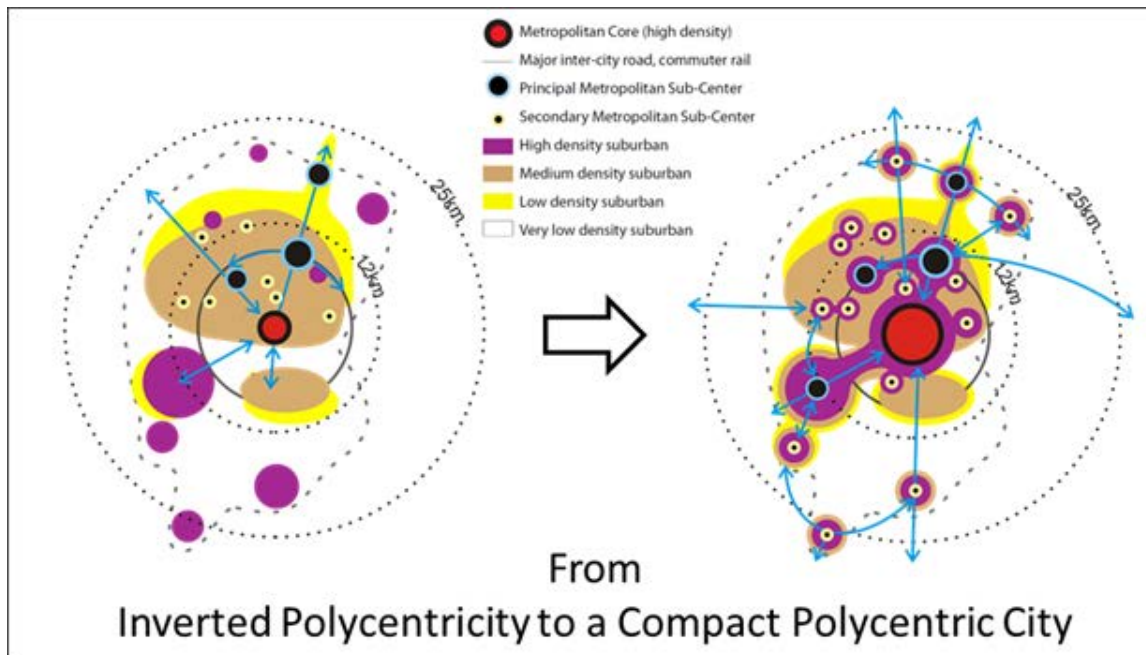 Metropolitan Core (high density)
Major inter-city road, commuter rail
Principal Metropolitan Sub-Center
Secondary Metropolitan Sub-Center
High density suburban
Medium density suburban
Low density suburban
Very low density suburban
25km
12km
25km
12km
From
Inverted Polycentricity to a Compact Polycentric City